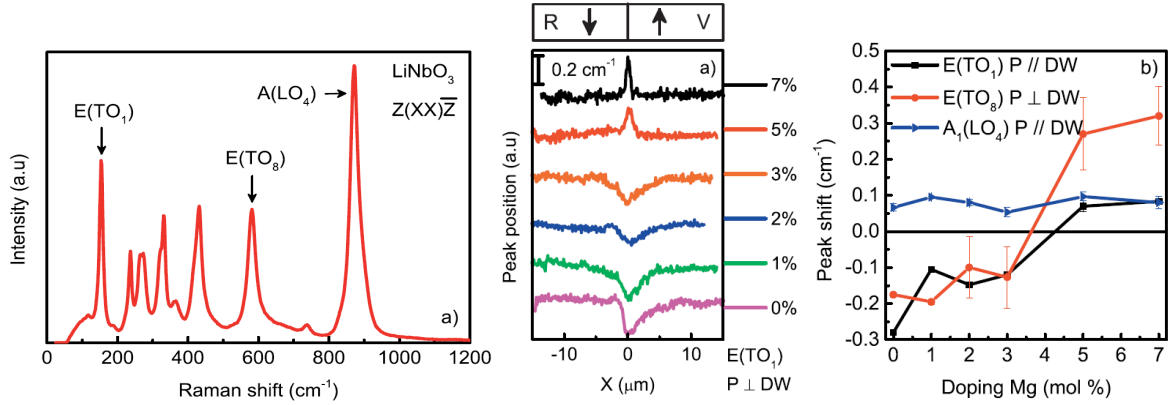 LiNbO₃
Z(XX)Z̅
A(LO₄)
E(TO₁)
E(TO₈)
a)
Intensity (a.u)
0 200 400 600 800 1000 1200
Raman shift (cm⁻¹)
R V
0.2 cm⁻¹
a)
7%
5%
3%
2%
1%
0%
Peak position (a.u)
-10 0 10
X (μm)
E(TO₁)
P ⊥ DW
b)
E(TO₁) P // DW
E(TO₈) P ⊥ DW
A₁(LO₄) P // DW
0.5
0.4
0.3
0.2
0.1
0.0
-0.1
-0.2
-0.3
Peak shift (cm⁻¹)
0 1 2 3 4 5 6 7
Doping Mg (mol %)